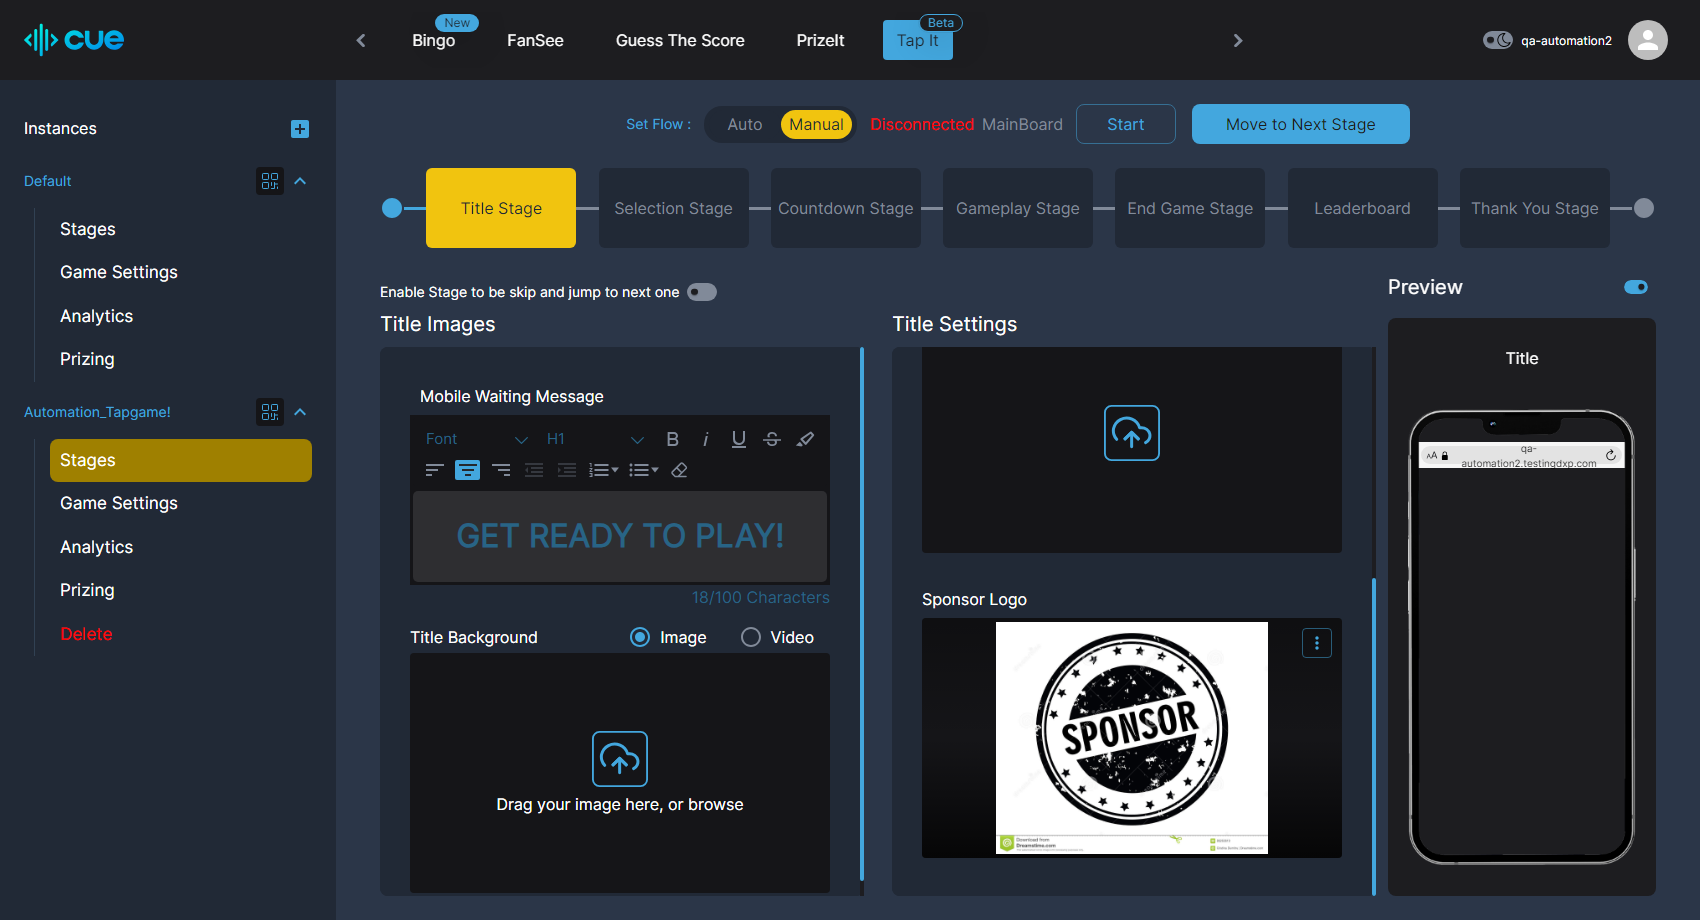 cue
New
Bingo
FanSee
Guess The Score
PrizeIt
Beta
Tap It
qa-automation2
Instances
Default
Stages
Game Settings
Analytics
Prizing
Automation_Tapgame!
Stages
Game Settings
Analytics
Prizing
Delete
Set Flow :
Auto
Manual
Disconnected MainBoard
Start
Move to Next Stage
Title Stage
Selection Stage
Countdown Stage
Gameplay Stage
End Game Stage
Leaderboard
Thank You Stage
Enable Stage to be skip and jump to next one
Title Images
Mobile Waiting Message
Font
H1
B i U S
GET READY TO PLAY!
18/100 Characters
Title Background
Image
Video
Drag your image here, or browse
Title Settings
Sponsor Logo
SPONSOR
Download from
Dreamstime.com
Preview
Title
AA
qa-
automation2.testingdxp.com